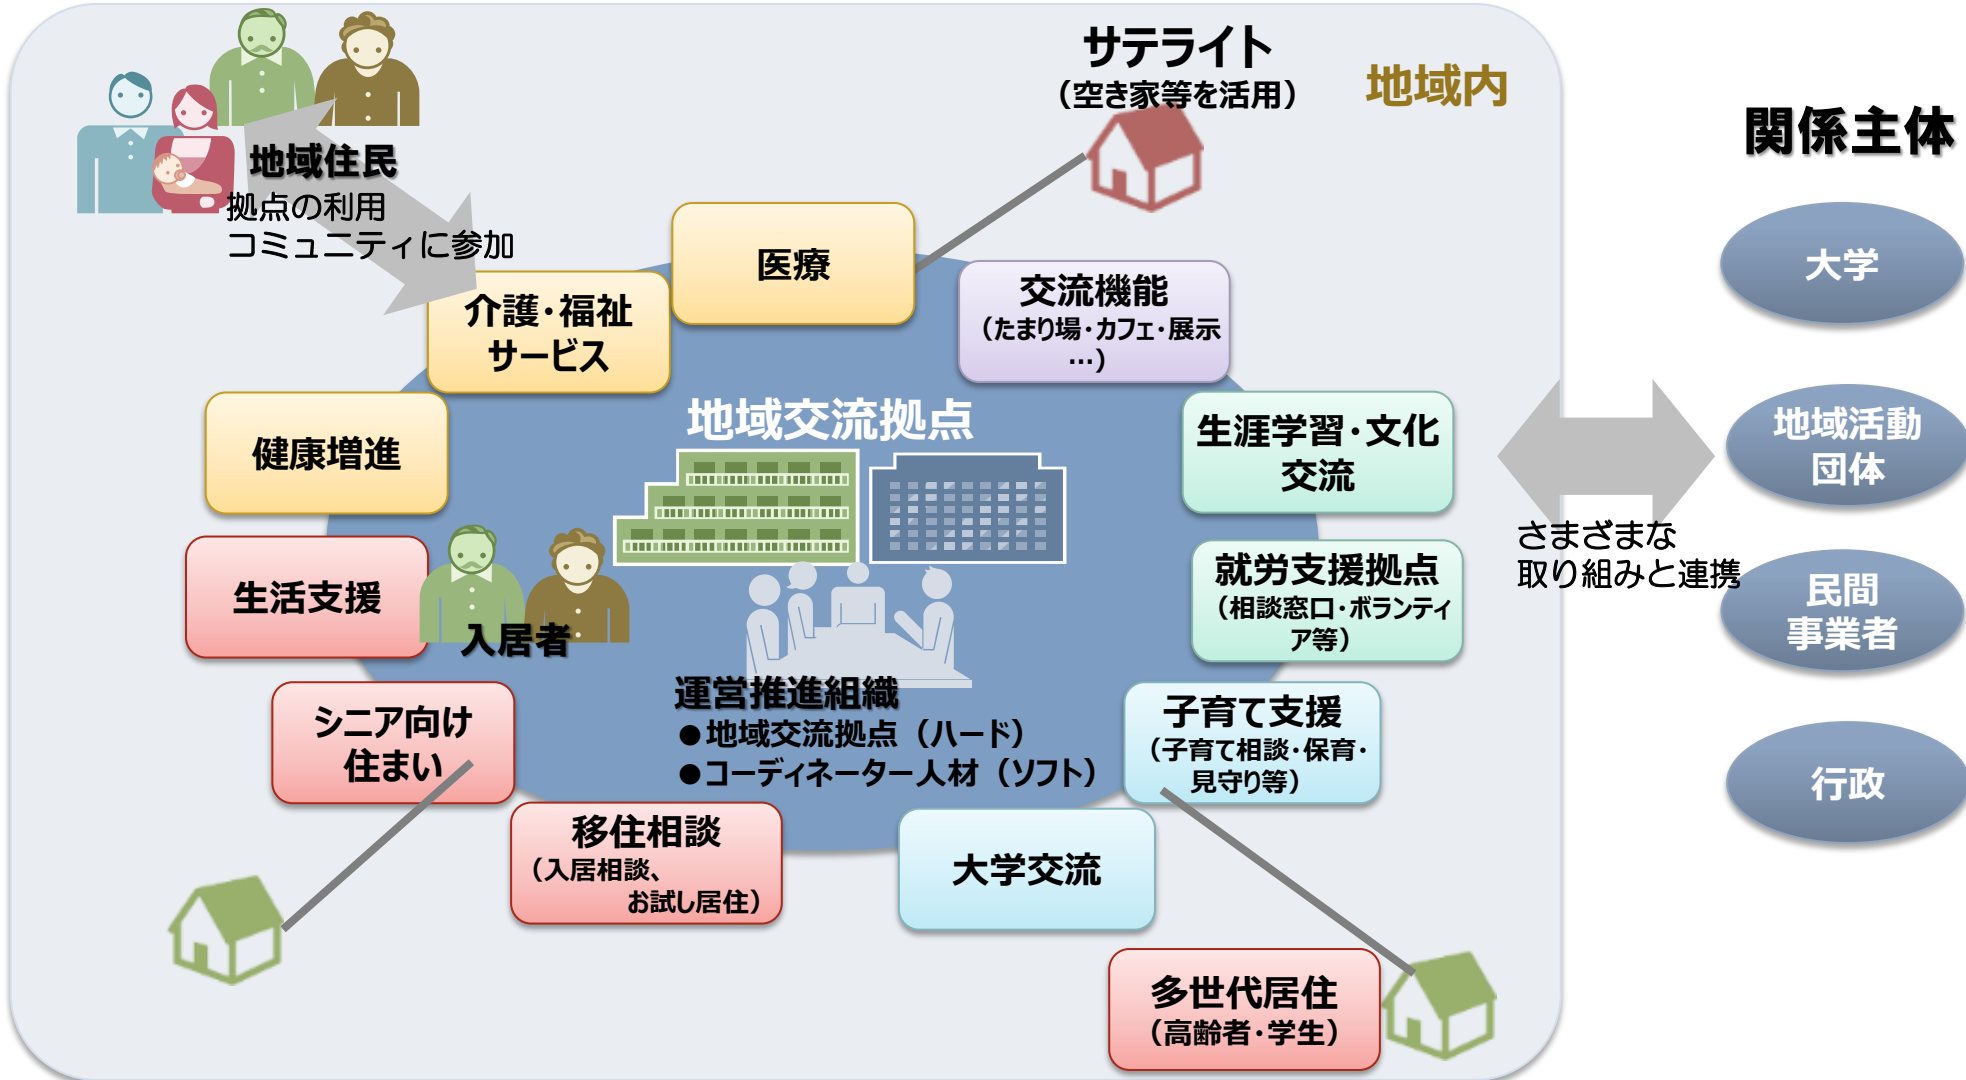 サテライト
（空き家等を活用）
地域内
関係主体
地域住民
拠点の利用
コミュニティに参加
医療
介護・福祉
サービス
交流機能
（たまり場・カフェ・展示
…）
大学
地域交流拠点
健康増進
生涯学習・文化
交流
地域活動
団体
さまざまな
取り組みと連携
生活支援
入居者
就労支援拠点
（相談窓口・ボランティ
ア等）
民間
事業者
運営推進組織
●地域交流拠点（ハード）
●コーディネーター人材（ソフト）
シニア向け
住まい
子育て支援
（子育て相談・保育・
見守り等）
行政
移住相談
（入居相談、
お試し居住）
大学交流
多世代居住
（高齢者・学生）